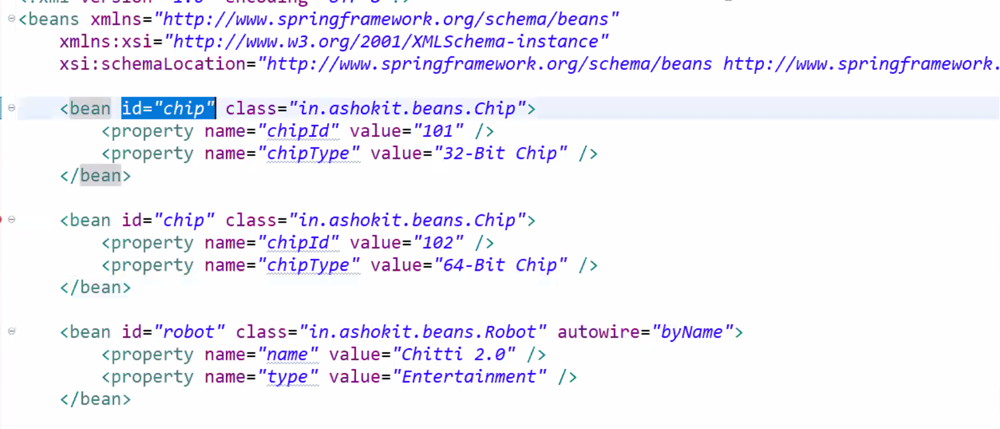 <beans xmlns="http://www.springframework.org/schema/beans"
xmlns:xsi="http://www.w3.org/2001/XMLSchema-instance"
xsi:schemaLocation="http://www.springframework.org/schema/beans http://www.springframework.
<bean id="chip" class="in.ashokit.beans.Chip">
<property name="chipId" value="101" />
<property name="chipType" value="32-Bit Chip" />
</bean>
<bean id="chip" class="in.ashokit.beans.Chip">
<property name="chipId" value="102" />
<property name="chipType" value="64-Bit Chip" />
</bean>
<bean id="robot" class="in.ashokit.beans.Robot" autowire="byName">
<property name="name" value="Chitti 2.0" />
<property name="type" value="Entertainment" />
</bean>